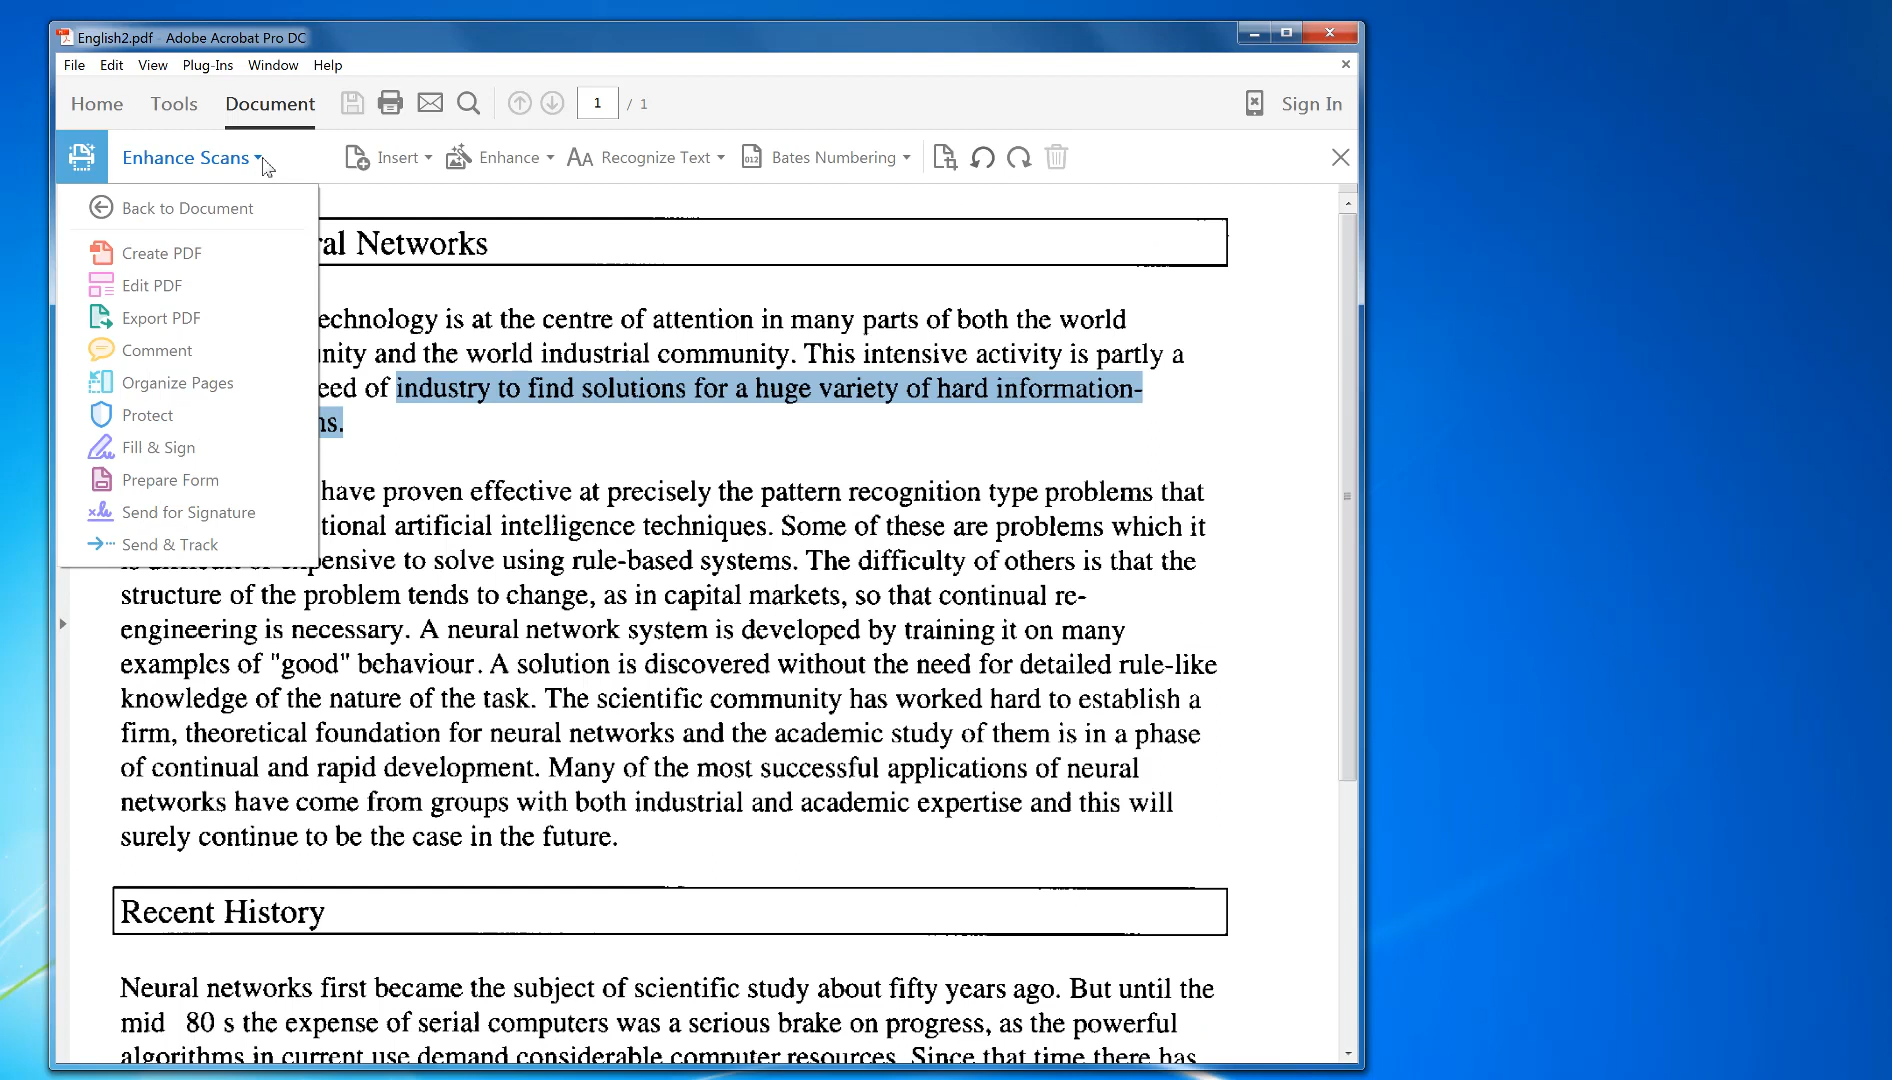 English2.pdf - Adobe Acrobat Pro DC
File Edit View Plug-Ins Window Help
Home Tools Document 1 / 1 Sign In
Enhance Scans Insert Enhance Recognize Text 012 Bates Numbering
Back to Document
Create PDF
Edit PDF
Export PDF
Comment
Organize Pages
Protect
Fill & Sign
Prepare Form
Send for Signature
Send & Track
ral Networks
echnology is at the centre of attention in many parts of both the world
nity and the world industrial community. This intensive activity is partly a
eed of industry to find solutions for a huge variety of hard information-
ns.
have proven effective at precisely the pattern recognition type problems that
tional artificial intelligence techniques. Some of these are problems which it
pensive to solve using rule-based systems. The difficulty of others is that the
structure of the problem tends to change, as in capital markets, so that continual re-
engineering is necessary. A neural network system is developed by training it on many
examples of "good" behaviour. A solution is discovered without the need for detailed rule-like
knowledge of the nature of the task. The scientific community has worked hard to establish a
firm, theoretical foundation for neural networks and the academic study of them is in a phase
of continual and rapid development. Many of the most successful applications of neural
networks have come from groups with both industrial and academic expertise and this will
surely continue to be the case in the future.
Recent History
Neural networks first became the subject of scientific study about fifty years ago. But until the
mid 80 s the expense of serial computers was a serious brake on progress, as the powerful
algorithms in current use demand considerable computer resources. Since that time there has